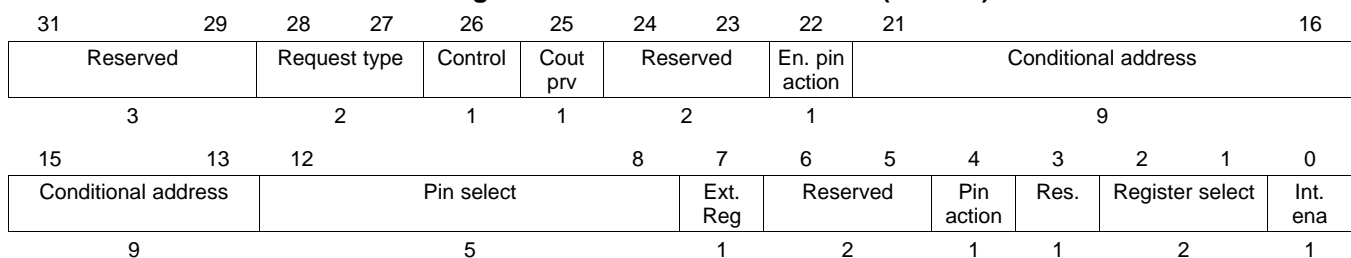 31 29 28 27 26 25 24 23 22 21 16
Reserved Request type Control Cout prv Reserved En. pin action Conditional address
3 2 1 1 2 1 9
15 13 12 8 7 6 5 4 3 2 1 0
Conditional address Pin select Ext. Reg Reserved Pin action Res. Register select Int. ena
9 5 1 2 1 1 2 1